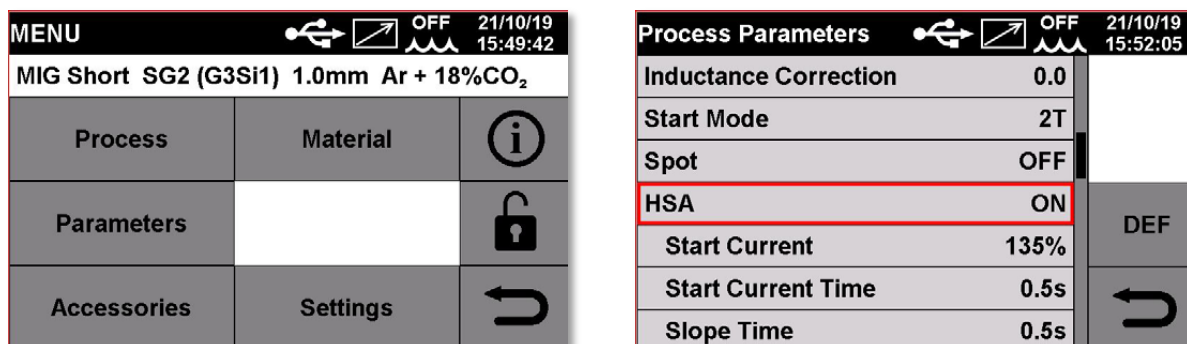 MENU
OFF
21/10/19
15:49:42
MIG Short SG2 (G3Si1) 1.0mm Ar + 18%CO₂
Process
Material
i
Parameters
Accessories
Settings
Process Parameters
OFF
21/10/19
15:52:05
Inductance Correction 0.0
Start Mode 2T
Spot OFF
HSA ON
Start Current 135%
Start Current Time 0.5s
Slope Time 0.5s
DEF